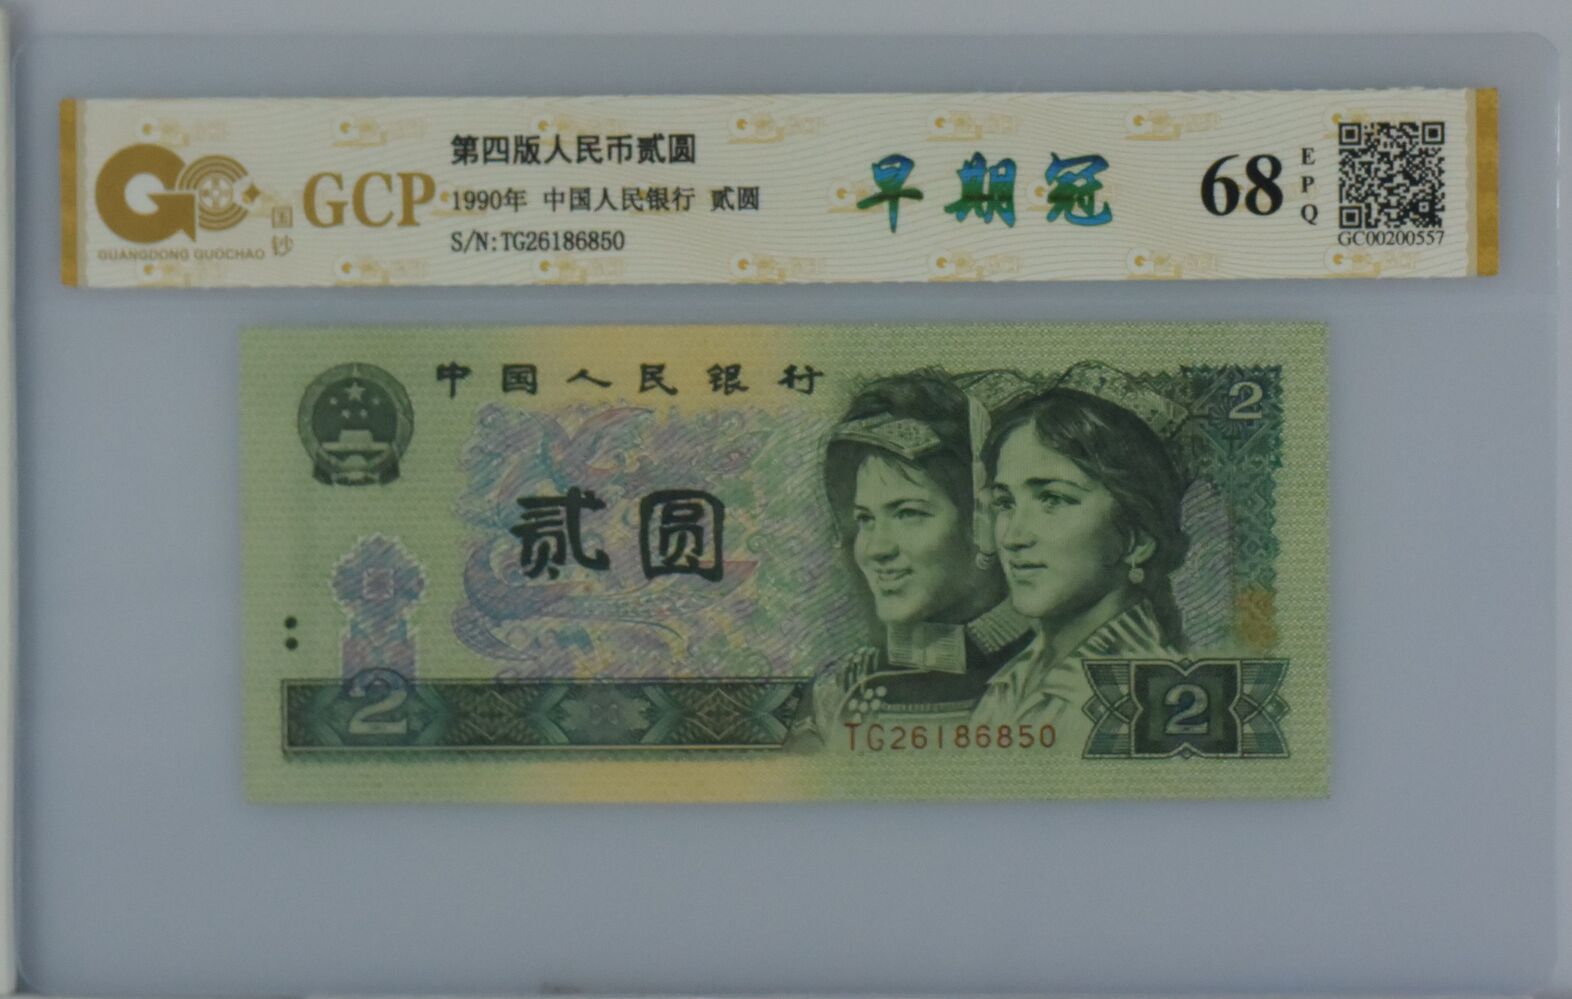 GUANGDONG GUOCHAO
国钞
GCP
第四版人民币贰圆
1990年 中国人民银行 贰圆
S/N:TG26186850
早期冠
68
EPQ
GC00200557
中国人民银行
2
贰圆
2
TG26186850
2